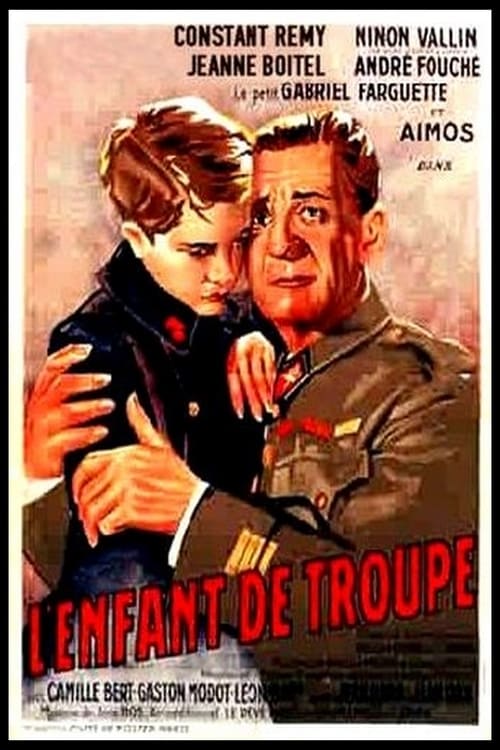 CONSTANT REMY NINON VALLIN
JEANNE BOITEL ANDRÉ FOUCHÉ
Le petit GABRIEL FARGUETTE
ET
AIMOS
DANS
L'ENFANT DE TROUPE
CAMILLE BERT-GASTON MODOT-LEON